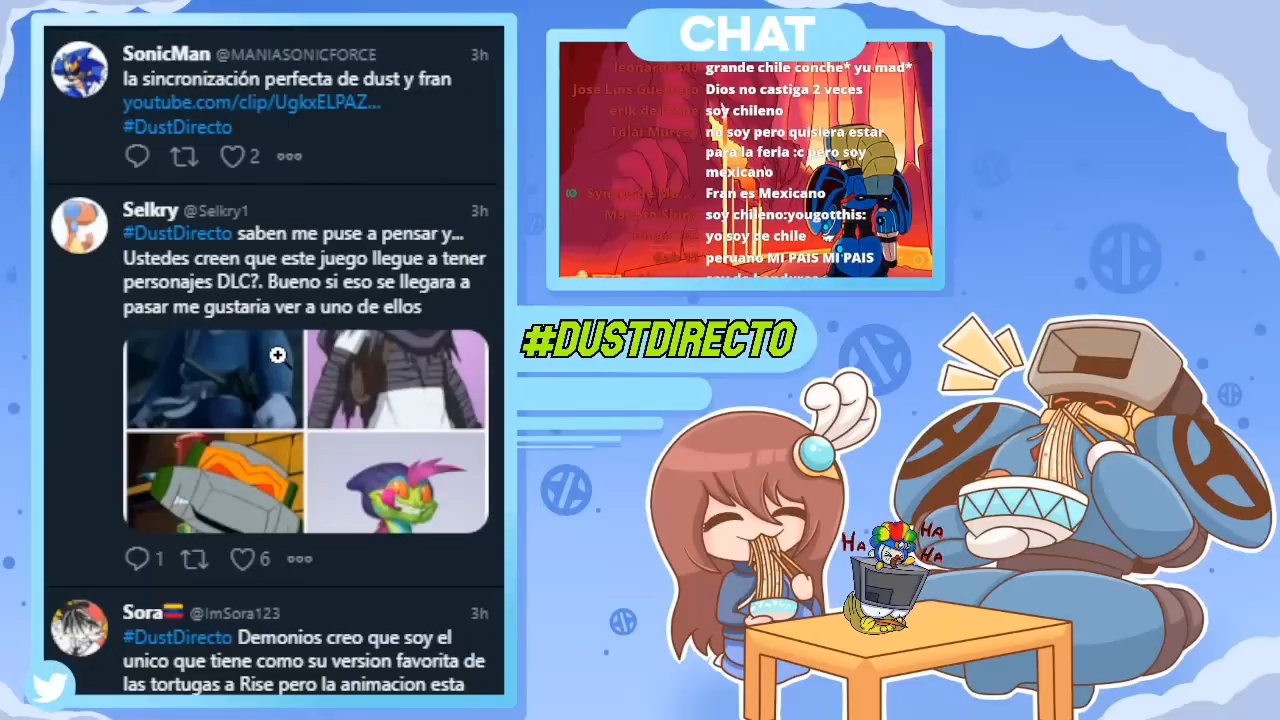 SonicMan @MANIASONICFORCE 3h
la sincronización perfecta de dust y fran
youtube.com/clip/UgkxELPAZ...
#DustDirecto
2
Selkry @Selkry1 3h
#DustDirecto saben me puse a pensar y...
Ustedes creen que este juego llegue a tener
personajes DLC?. Bueno si eso se llegara a
pasar me gustaria ver a uno de ellos
1 6
Sora @ImSora123 3h
#DustDirecto Demonios creo que soy el
unico que tiene como su version favorita de
las tortugas a Rise pero la animacion esta
CHAT
grande chile conche* yu mad*
Dios no castiga 2 veces
soy chileno
no soy pero quisiera estar
para la feria :c pero soy
mexicano
Fran es Mexicano
soy chileno:yougotthis:
yo soy de chile
peruano MI PAIS MI PAIS
#DUSTDIRECTO
HA HA
HA